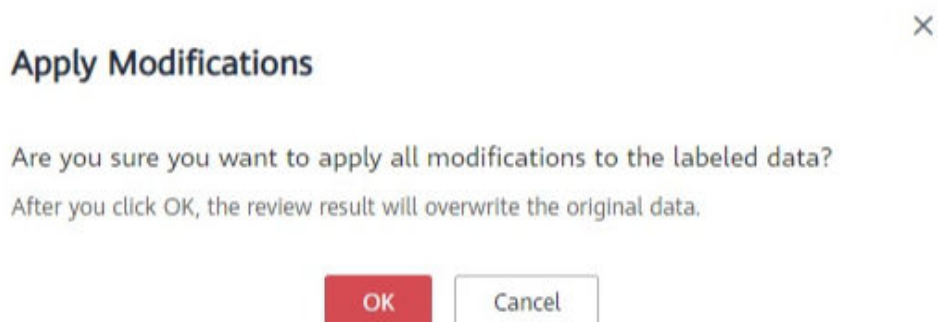 Apply Modifications
Are you sure you want to apply all modifications to the labeled data?
After you click OK, the review result will overwrite the original data.
OK Cancel